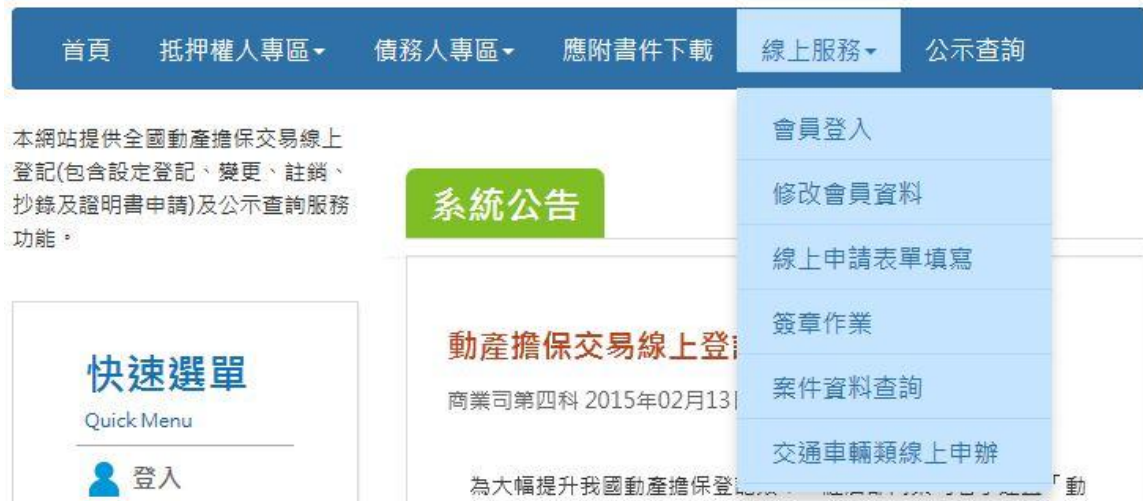 首頁
抵押權人專區
債務人專區
應附書件下載
線上服務
公示查詢
會員登入
修改會員資料
線上申請表單填寫
簽章作業
案件資料查詢
交通車輛類線上申辦
本網站提供全國動產擔保交易線上
登記(包含設定登記、變更、註銷、
抄錄及證明書申請)及公示查詢服務
功能。
快速選單
Quick Menu
登入
系統公告
動產擔保交易線上登
商業司第四科 2015年02月13
為大幅提升我國動產擔保登
「動